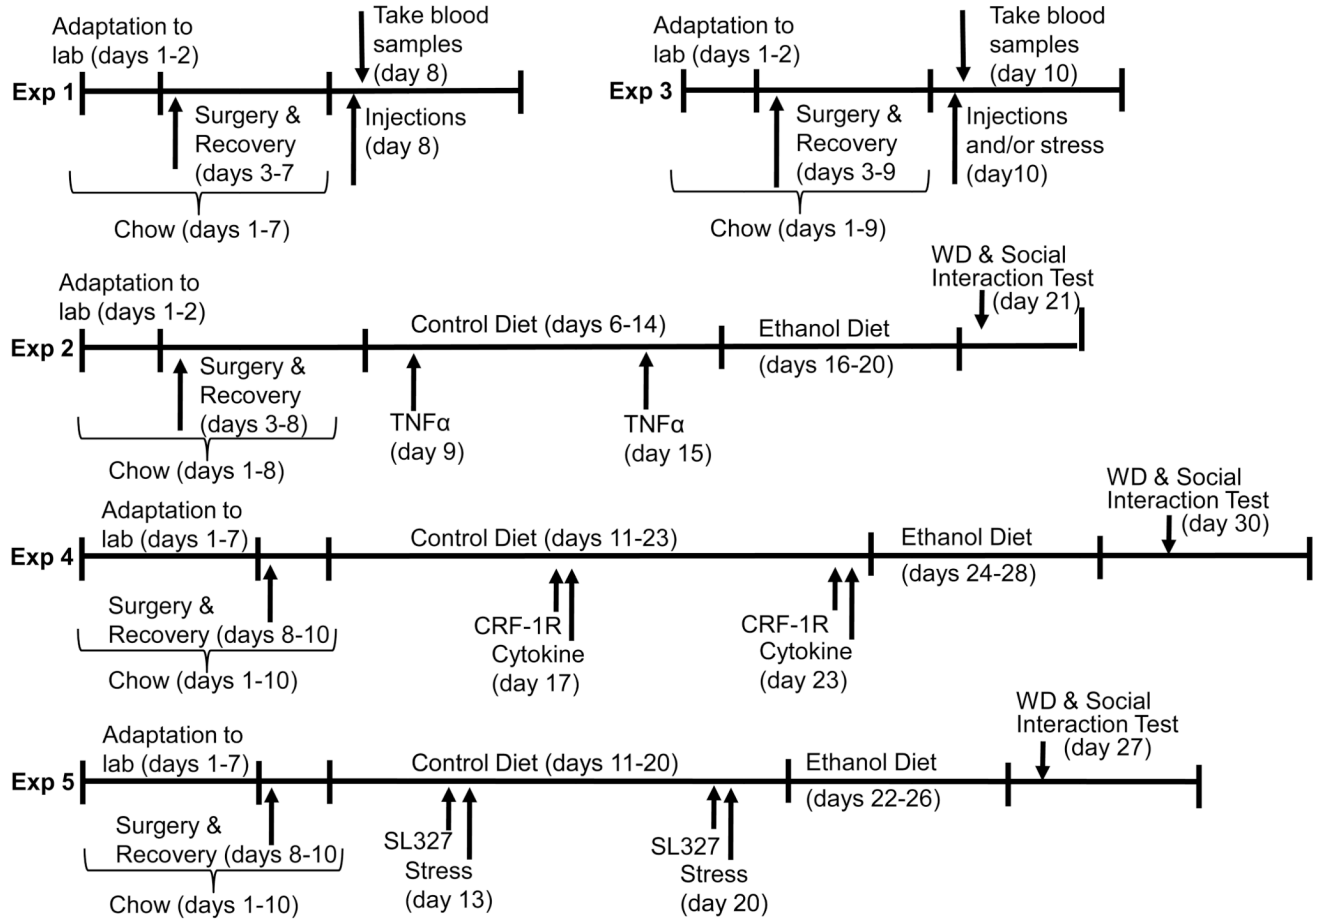 Adaptation to
lab (days 1-2)
Take blood
samples
(day 8)
Exp 1
Surgery &
Recovery
(days 3-7
Injections
(day 8)
Chow (days 1-7)
Adaptation to
lab (days 1-2)
Take blood
samples
(day 10)
Exp 3
Surgery &
Recovery
(days 3-9
Injections
and/or stress
(day10)
Chow (days 1-9)
Adaptation to
lab (days 1-2)
Control Diet (days 6-14)
Ethanol Diet
(days 16-20)
WD & Social
Interaction Test
(day 21)
Exp 2
Surgery &
Recovery
(days 3-8)
TNFα
(day 9)
TNFα
(day 15)
Chow (days 1-8)
Adaptation to
lab (days 1-7)
Control Diet (days 11-23)
Ethanol Diet
(days 24-28)
WD & Social
Interaction Test
(day 30)
Exp 4
Surgery &
Recovery (days 8-10
CRF-1R
Cytokine
(day 17)
CRF-1R
Cytokine
(day 23)
Chow (days 1-10)
Adaptation to
lab (days 1-7)
Control Diet (days 11-20)
Ethanol Diet
(days 22-26)
WD & Social
Interaction Test
(day 27)
Exp 5
Surgery &
Recovery (days 8-10
SL327
Stress
(day 13)
SL327
Stress
(day 20)
Chow (days 1-10)